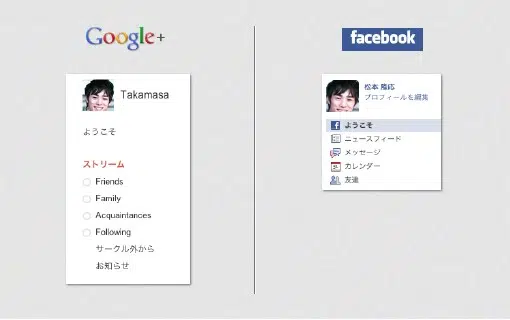 Google+
Takamasa
ようこそ
ストリーム
Friends
Family
Acquaintances
Following
サークル外から
お知らせ
facebook
松本 隆応
プロフィールを編集
ようこそ
ニュースフィード
メッセージ
カレンダー
友達